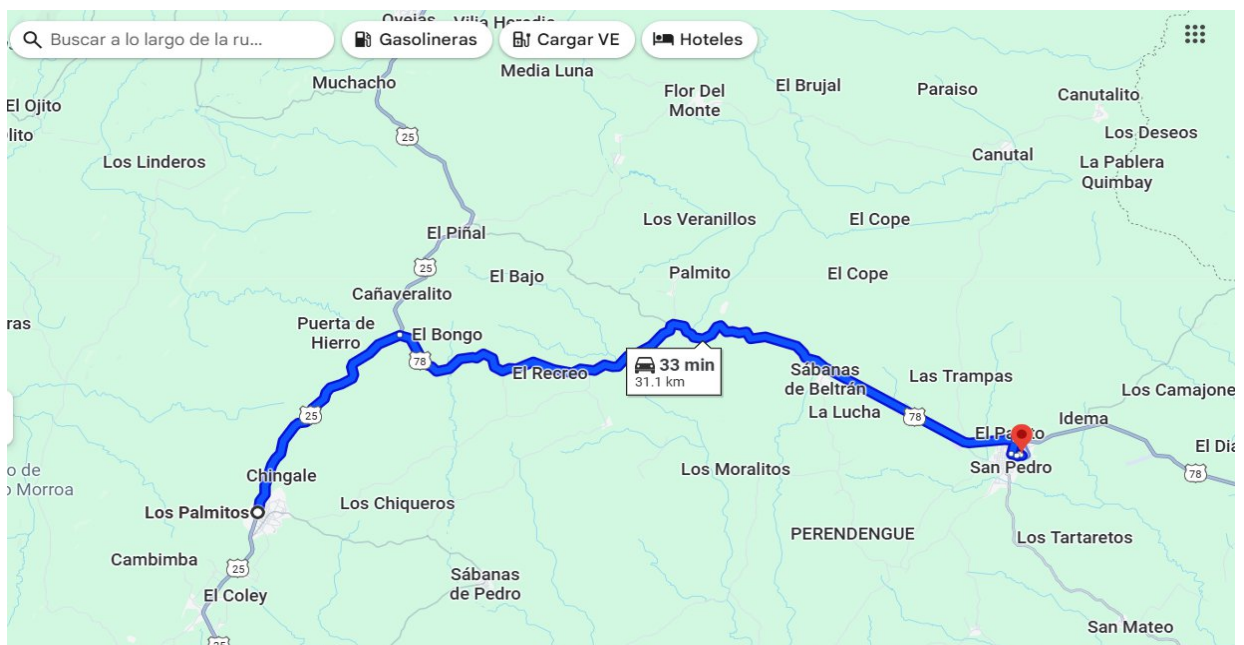 Ovejas
Villa Heredia
Buscar a lo largo de la ru...
Gasolineras
Cargar VE
Hoteles
Media Luna
Muchacho
Flor Del
Monte
El Brujal
Paraiso
Canutalito
El Ojito
Los Deseos
25
Los Linderos
Canutal
La Pablera
Quimbay
Los Veranillos
El Cope
El Piñal
25
El Bajo
Palmito
El Cope
Cañaveralito
Puerta de
Hierro
El Bongo
78
33 min
31.1 km
El Recreo
Sábanas
de Beltrán
Las Trampas
Los Camajone
25
La Lucha
78
Idema
San Pedro
78
Chingale
Morroa
Los Moralitos
Los Palmitos
Los Chiqueros
PERENDENGUE
Los Tartaretos
Cambimba
25
Sábanas
de Pedro
El Coley
San Mateo
25